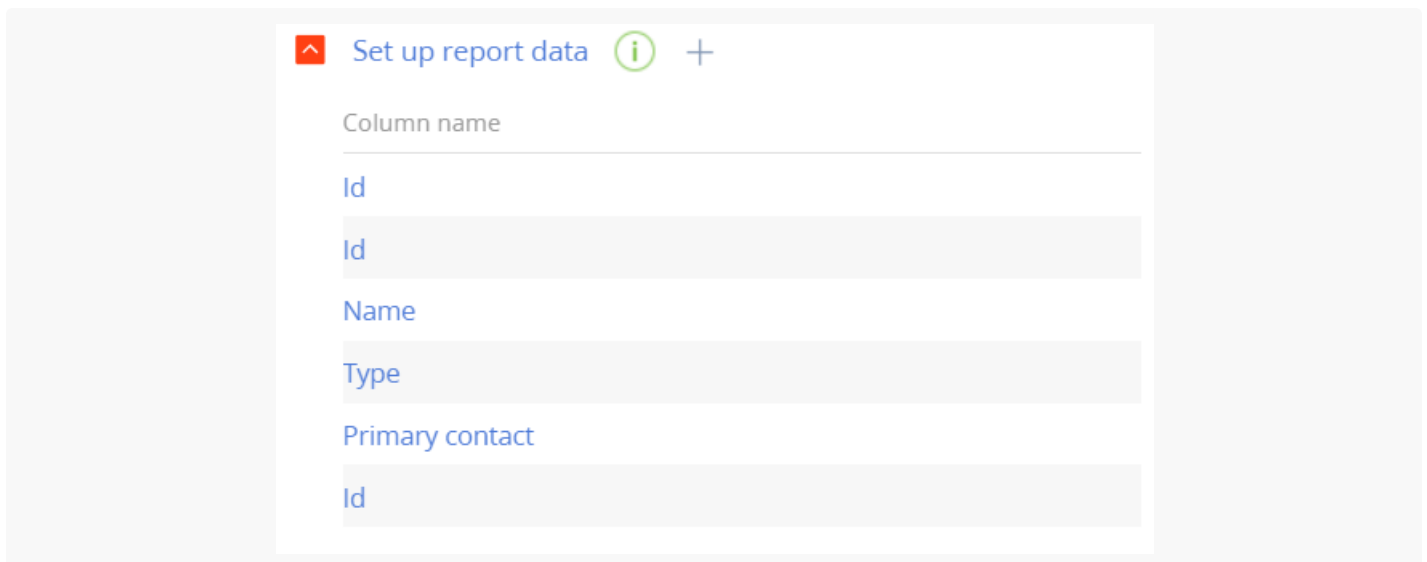 Set up report data i +
Column name
Id
Id
Name
Type
Primary contact
Id